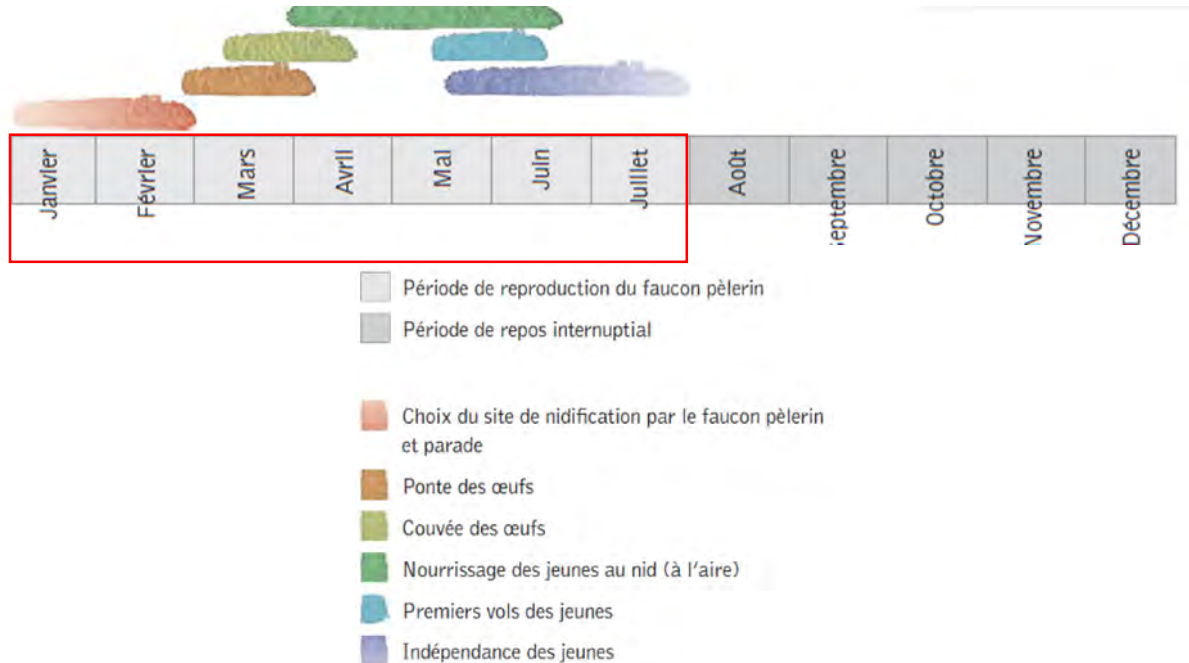 Janvier
Février
Mars
Avril
Mai
Juin
Juillet
Août
Septembre
Octobre
Novembre
Décembre
Période de reproduction du faucon pèlerin
Période de repos internuptial
Choix du site de nidification par le faucon pèlerin
et parade
Ponte des œufs
Couvée des œufs
Nourrissage des jeunes au nid (à l'aire)
Premiers vols des jeunes
Indépendance des jeunes